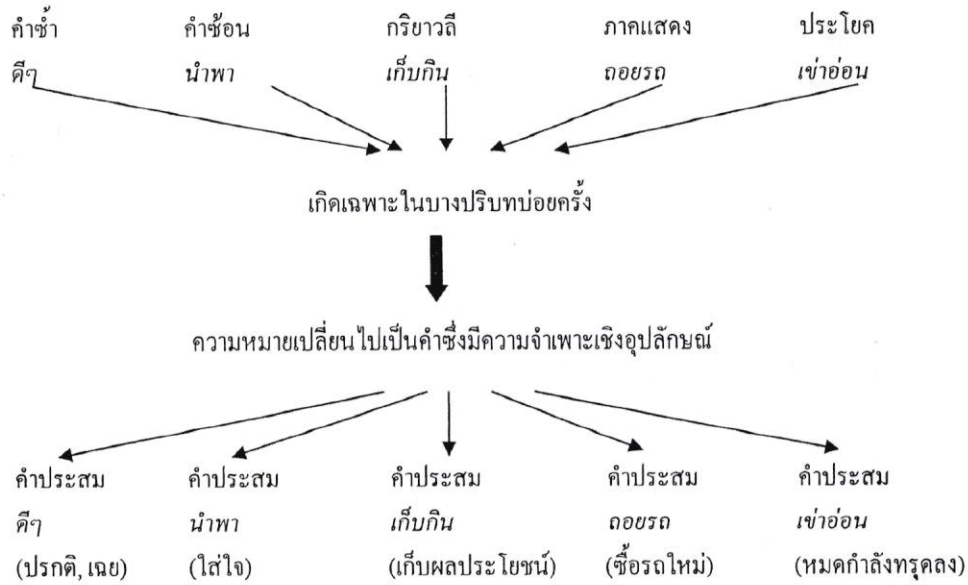 คำซ้ำ คำซ้อน กริยาวลี ภาคแสดง ประโยค
ดีๆ นำพา เก็บกิน ถอยรถ เข่าอ่อน
เกิดเฉพาะในบางปริบทบ่อยครั้ง
ความหมายเปลี่ยนไปเป็นคำซึ่งมีความจำเพาะเชิงอุปลักษณ์
คำประสม คำประสม คำประสม คำประสม คำประสม
ดีๆ นำพา เก็บกิน ถอยรถ เข่าอ่อน
(ปรกติ, เฉย) (ใส่ใจ) (เก็บผลประโยชน์) (ซื้อรถใหม่) (หมดกำลังทรุดลง)